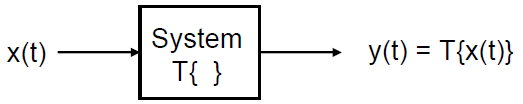 x(t)
System
T{ }
y(t) = T{x(t)}